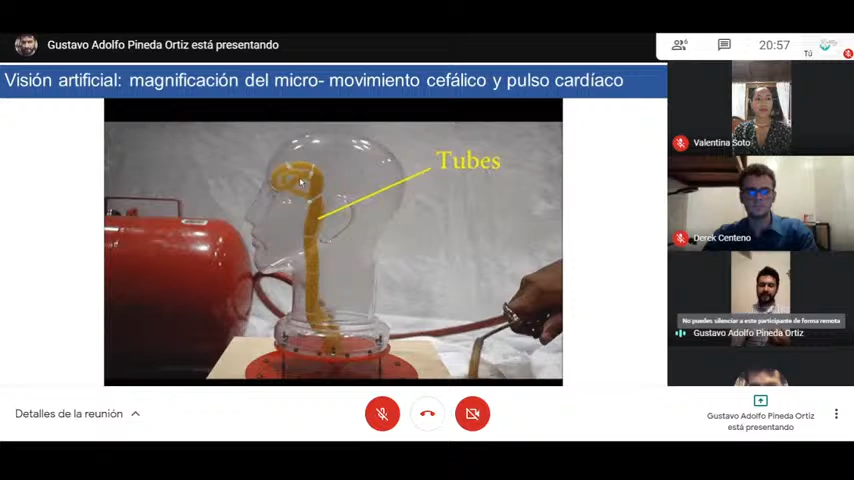 Gustavo Adolfo Pineda Ortiz está presentando
6
20:57
Tú
Visión artificial: magnificación del micro- movimiento cefálico y pulso cardíaco
Tubes
Valentina Soto
Derek Centeno
No puedes silenciar a este participante de forma remota
Gustavo Adolfo Pineda Ortiz
Detalles de la reunión
Gustavo Adolfo Pineda Ortiz
está presentando